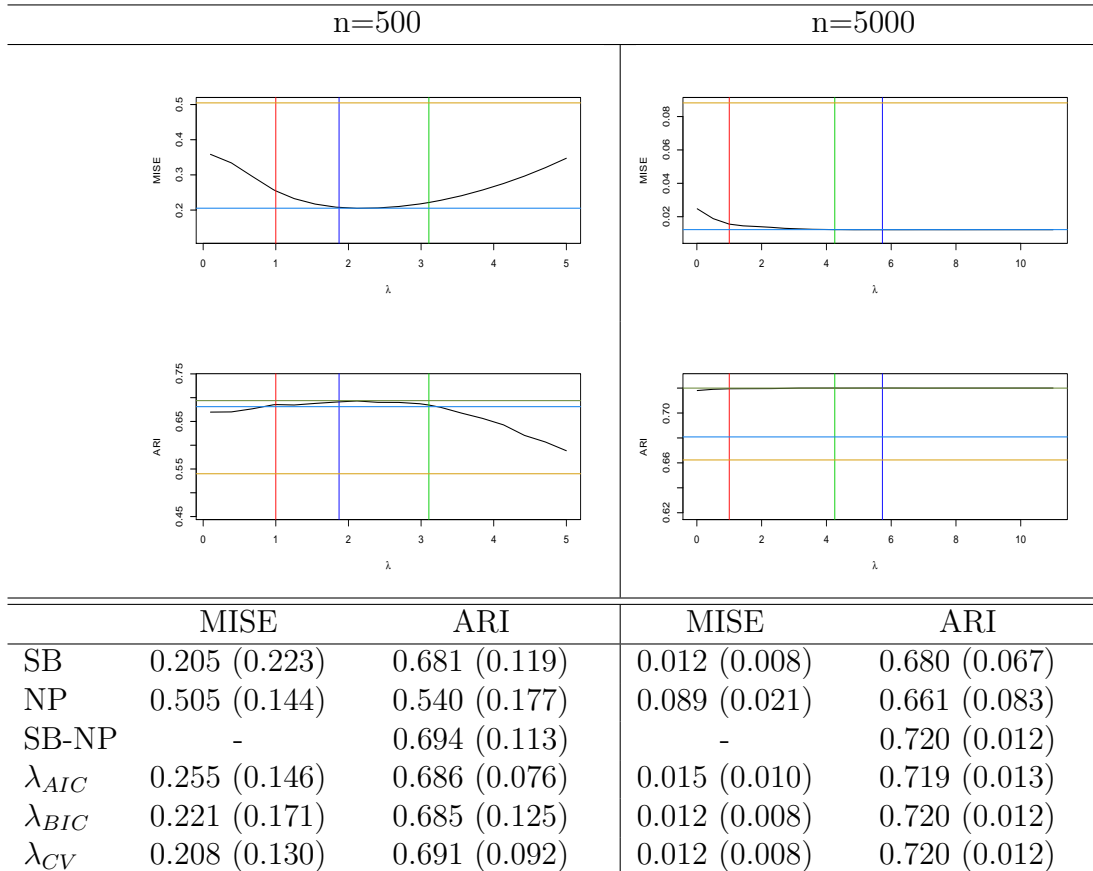 n=500 n=5000
MISE
0.5
0.4
0.3
0.2
0 1 2 3 4 5
λ
MISE
0.08
0.06
0.04
0.02
0 2 4 6 8 10
λ
ARI
0.75
0.65
0.55
0.45
0 1 2 3 4 5
λ
ARI
0.70
0.66
0.62
0 2 4 6 8 10
λ
MISE ARI MISE ARI
SB 0.205 (0.223) 0.681 (0.119) 0.012 (0.008) 0.680 (0.067)
NP 0.505 (0.144) 0.540 (0.177) 0.089 (0.021) 0.661 (0.083)
SB-NP - 0.694 (0.113) - 0.720 (0.012)
λAIC 0.255 (0.146) 0.686 (0.076) 0.015 (0.010) 0.719 (0.013)
λBIC 0.221 (0.171) 0.685 (0.125) 0.012 (0.008) 0.720 (0.012)
λCV 0.208 (0.130) 0.691 (0.092) 0.012 (0.008) 0.720 (0.012)